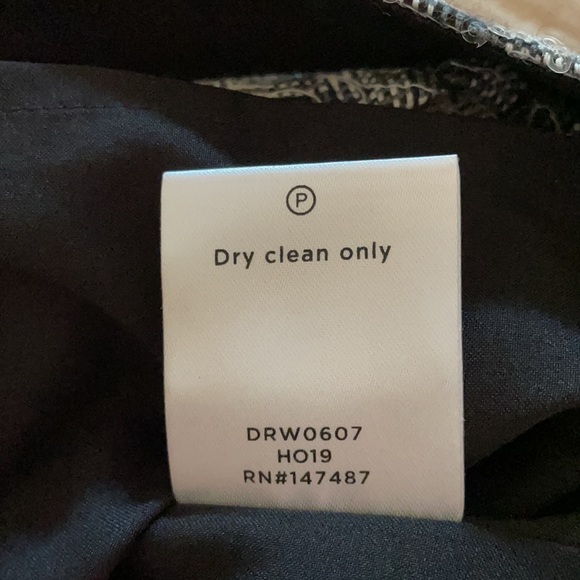 P
Dry clean only
DRW0607
HO19
RN#147487